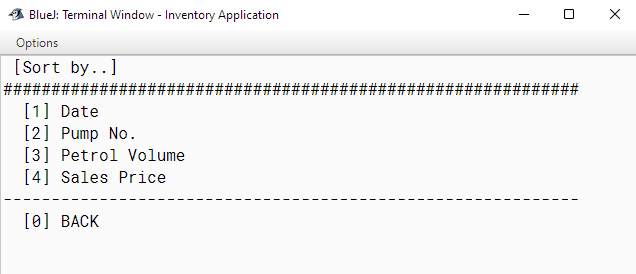 BlueJ: Terminal Window - Inventory Application
Options
[Sort by..]
############################################################
[1] Date
[2] Pump No.
[3] Petrol Volume
[4] Sales Price
------------------------------------------------------------
[0] BACK